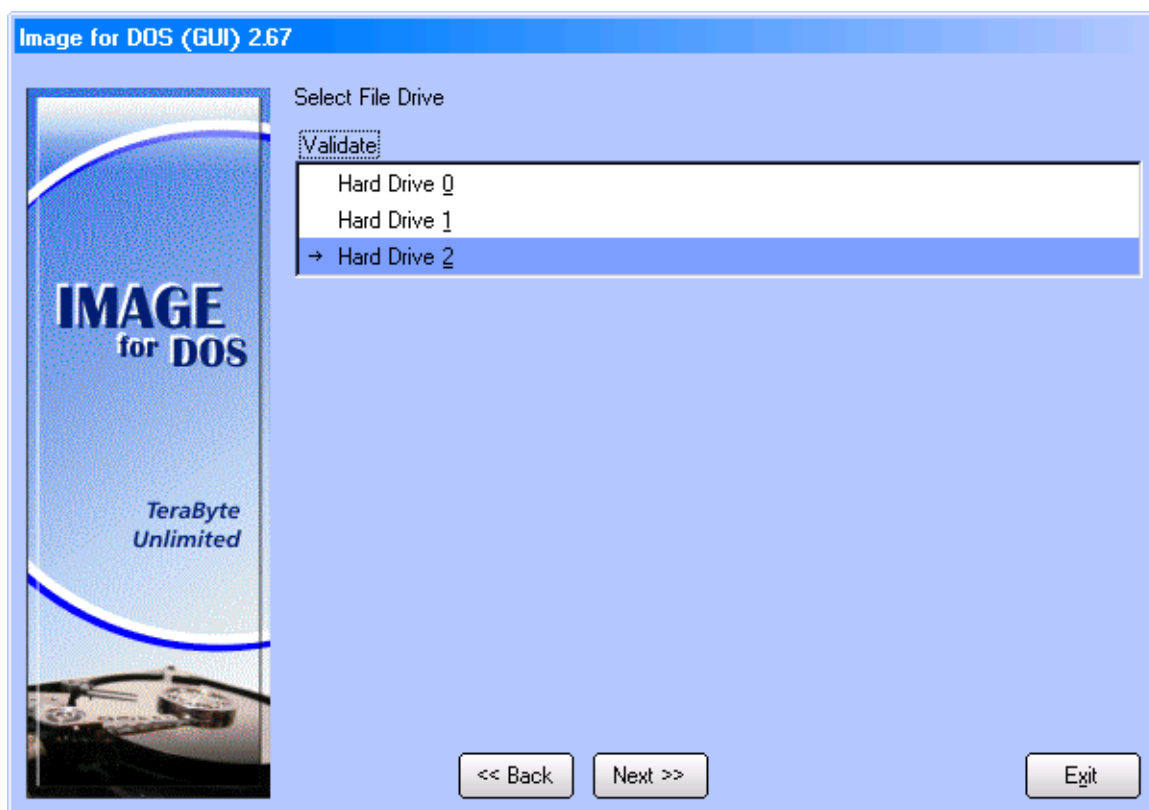 Image for DOS (GUI) 2.67
Select File Drive
Validate
Hard Drive 0
Hard Drive 1
→ Hard Drive 2
IMAGE
for DOS
TeraByte
Unlimited
<< Back
Next >>
Exit